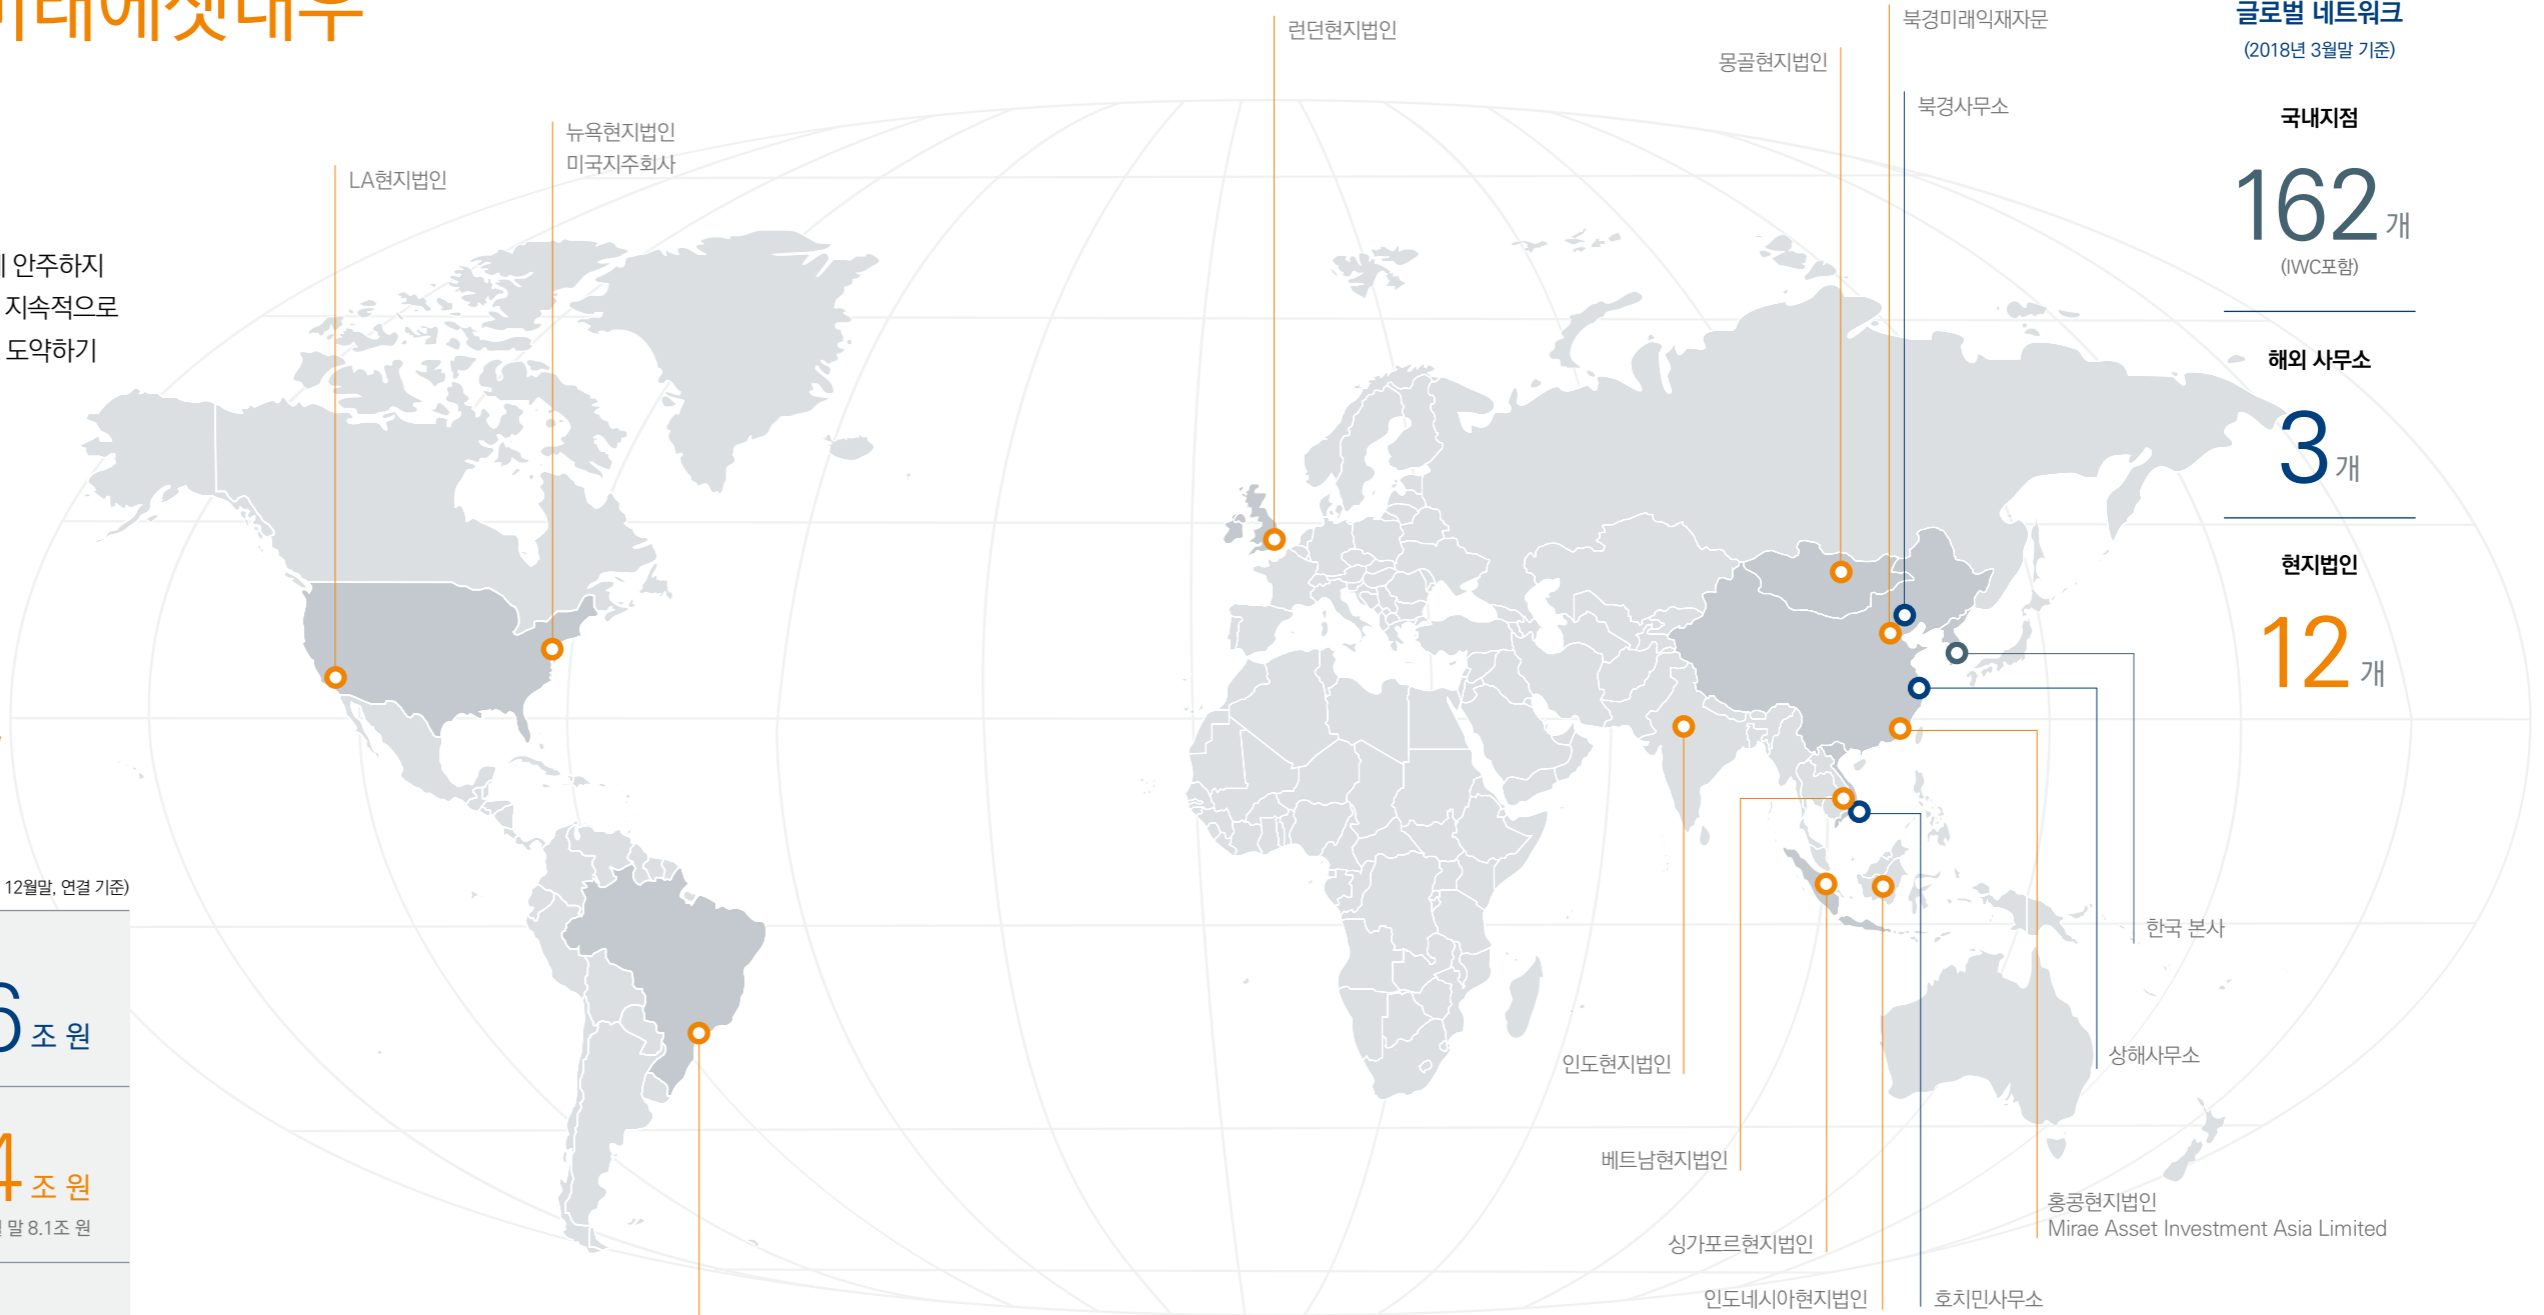 미래에셋대우
안주하지
지속적으로
도약하기
12월말, 연결 기준)
조 원
조 원
말 8.1조 원
LA현지법인
뉴욕현지법인
미국지주회사
런던현지법인
몽골현지법인
북경미래익재자문
북경사무소
인도현지법인
베트남현지법인
싱가포르현지법인
인도네시아현지법인
호치민사무소
홍콩현지법인
Mirae Asset Investment Asia Limited
상해사무소
한국 본사
글로벌 네트워크
(2018년 3월말 기준)
국내지점
162개
(IWC포함)
해외 사무소
3개
현지법인
12개